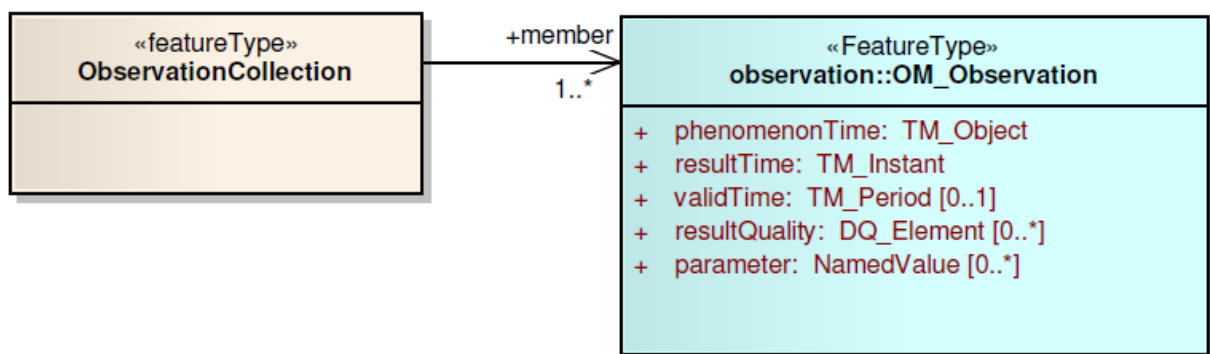 «featureType»
ObservationCollection
+member
1..*
«FeatureType»
observation::OM_Observation
+ phenomenonTime: TM_Object
+ resultTime: TM_Instant
+ validTime: TM_Period [0..1]
+ resultQuality: DQ_Element [0..*]
+ parameter: NamedValue [0..*]